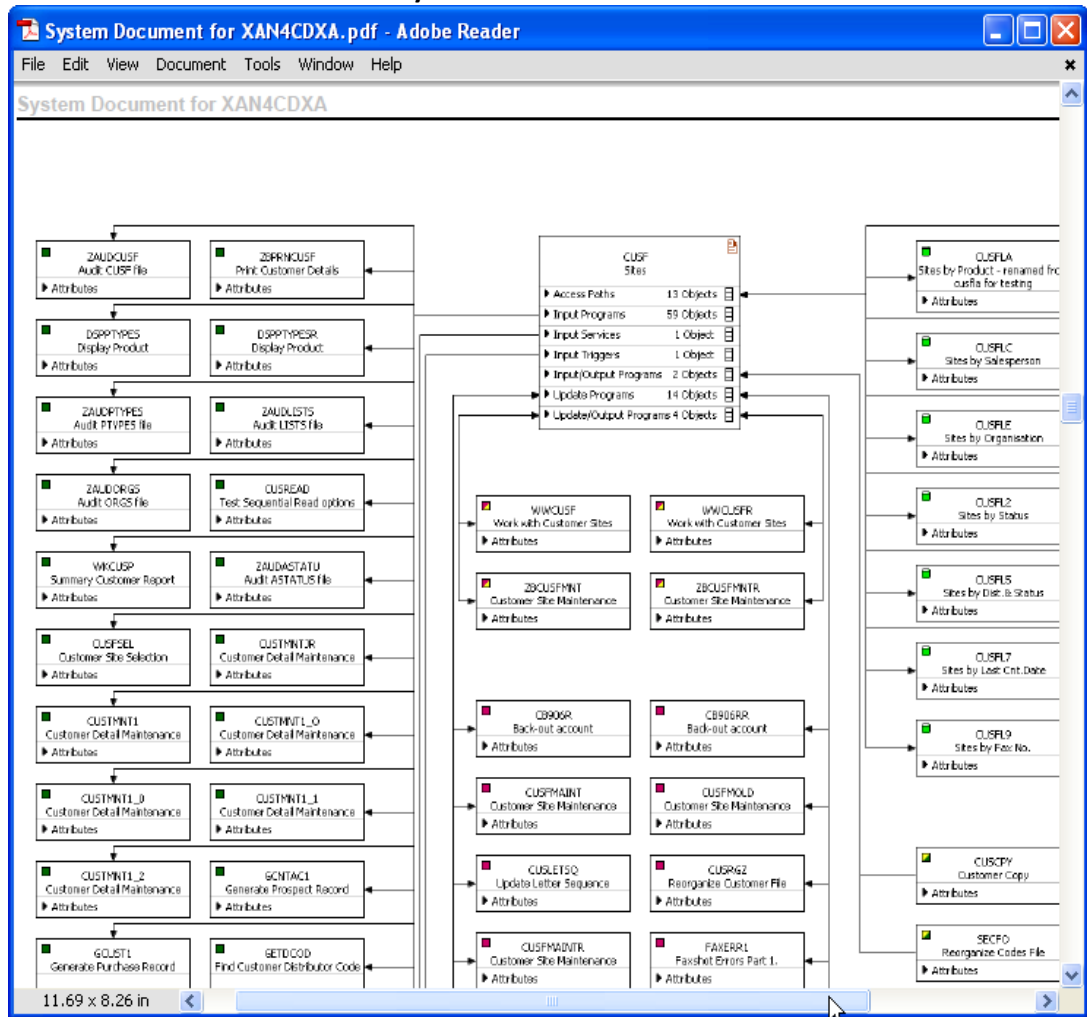 System Document for XAN4CDXA.pdf - Adobe Reader
File Edit View Document Tools Window Help
System Document for XAN4CDXA
ZAUDCUSF
Audit CUSF file
Attributes
ZBPRNCUSF
Print Customer Details
Attributes
DSPPTYPES
Display Product
Attributes
DSPPTYPESR
Display Product
Attributes
ZAUDPTYPES
Audit PTYPES file
Attributes
ZAUDLISTS
Audit LISTS file
Attributes
ZAUDORGS
Audit ORGS file
Attributes
CUSREAD
Test Sequential Read options
Attributes
WKCUSP
Summary Customer Report
Attributes
ZAUDASTATU
Audit ASTATUS file
Attributes
CUSFSEL
Customer Site Selection
Attributes
CUSTMNTJR
Customer Detail Maintenance
Attributes
CUSTMNT1
Customer Detail Maintenance
Attributes
CUSTMNT1_O
Customer Detail Maintenance
Attributes
CUSTMNT1_0
Customer Detail Maintenance
Attributes
CUSTMNT1_1
Customer Detail Maintenance
Attributes
CUSTMNT1_2
Customer Detail Maintenance
Attributes
GCNTAC1
Generate Prospect Record
Attributes
GCUST1
Generate Purchase Record
GETDCOD
Find Customer Distributor Code
CUSF
Sites
Access Paths 13 Objects
Input Programs 59 Objects
Input Services 1 Object
Input Triggers 1 Object
Input/Output Programs 2 Objects
Update Programs 14 Objects
Update/Output Programs 4 Objects
WWCUSF
Work with Customer Sites
Attributes
WWCUSFR
Work with Customer Sites
Attributes
ZBCUSFMNT
Customer Site Maintenance
Attributes
ZBCUSFMNTR
Customer Site Maintenance
Attributes
CB906R
Back-out account
Attributes
CB906RR
Back-out account
Attributes
CUSFMAINT
Customer Site Maintenance
Attributes
CUSFMOLD
Customer Site Maintenance
Attributes
CUSLETSQ
Update Letter Sequence
Attributes
CUSRGZ
Reorganize Customer File
Attributes
CUSFMAINTR
Customer Site Maintenance
Attributes
FAXERR1
Faxshot Errors Part 1.
Attributes
CUSFLA
Sites by Product - renamed fro
cusfla for testing
Attributes
CUSFLC
Sites by Salesperson
Attributes
CUSFLE
Sites by Organisation
Attributes
CUSFL2
Sites by Status
Attributes
CUSFL5
Sites by Dist.& Status
Attributes
CUSFL7
Sites by Last Cnt.Date
Attributes
CUSFL9
Sites by Fax No.
Attributes
CUSCPY
Customer Copy
Attributes
SECFO
Reorganize Codes File
Attributes
11.69 x 8.26 in